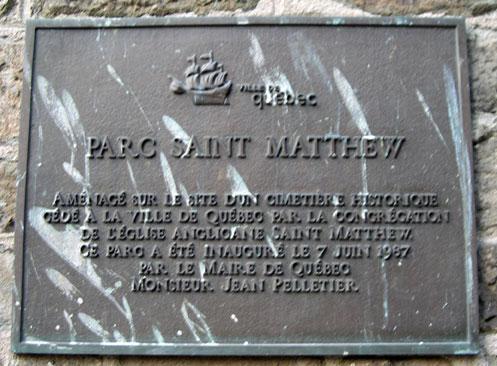 VILLE DE
QUÉBEC
PARC SAINT MATTHEW
AMÉNAGÉ SUR LE SITE D'UN CIMETIÈRE HISTORIQUE
CÉDÉ À LA VILLE DE QUÉBEC PAR LA CONGRÉGATION
DE L'ÉGLISE ANGLICANE SAINT MATTHEW.
CE PARC A ÉTÉ INAUGURÉ LE 7 JUIN 1987
PAR LE MAIRE DE QUÉBEC
MONSIEUR JEAN PELLETIER.